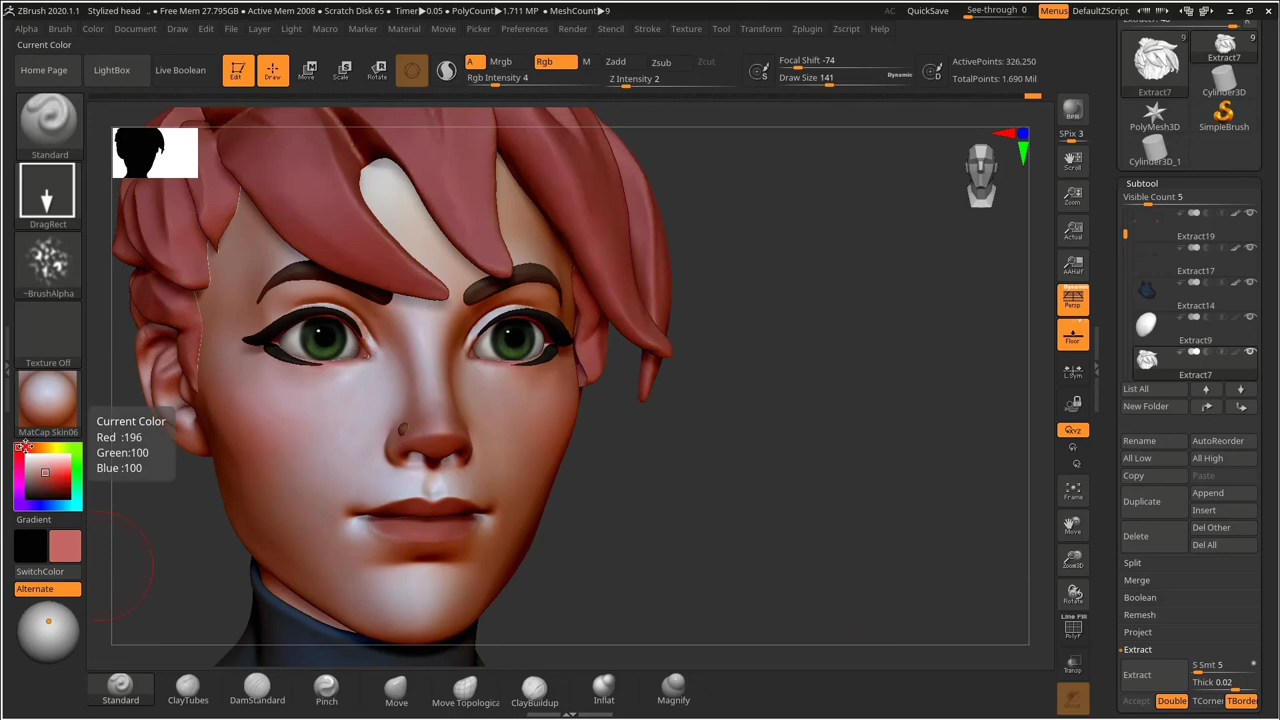 ZBrush 2020.1.1 Stylized head .. ● Free Mem 27.795GB ● Active Mem 2008 ● Scratch Disk 65 ● Timer▶0.05 ● PolyCount▶1.711 MP ● MeshCount▶9 AC QuickSave See-through 0 Menus DefaultZScript
Alpha Brush Color Document Draw Edit File Layer Light Macro Marker Material Movie Picker Preferences Render Stencil Stroke Texture Tool Transform Zplugin Zscript Help
Current Color
Home Page LightBox Live Boolean
Edit Draw Move Scale Rotate
A Mrgb Rgb M Zadd Zsub Zcut
Rgb Intensity 4 Z Intensity 2
S Focal Shift -74
Draw Size 141 Dynamic D
ActivePoints: 326,250
TotalPoints: 1.690 Mil
Standard
DragRect
~BrushAlpha
Texture Off
MatCap Skin06
Current Color
Red :196
Green:100
Blue :100
Gradient
SwitchColor
Alternate
Standard ClayTubes DamStandard Pinch Move Move Topologica ClayBuildup Inflat Magnify
BPR
SPix 3
Scroll
Zoom
Actual
AAHalf
Dynamic
Persp
Floor
L.Sym
XYZ
Frame
Move
Zoom3D
Rotate
Line Fill
PolyF
Transp
9 9
Extract7
Extract7
Cylinder3D
PolyMesh3D SimpleBrush
Cylinder3D_1
Subtool
Visible Count 5
Extract19
Extract17
Extract14
Extract9
Extract7
List All
New Folder
Rename AutoReorder
All Low All High
Copy Paste
Duplicate Append
Insert
Delete Del Other
Del All
Split
Merge
Boolean
Remesh
Project
Extract
Extract S Smt 5
Thick 0.02
Accept Double TCorner TBorde